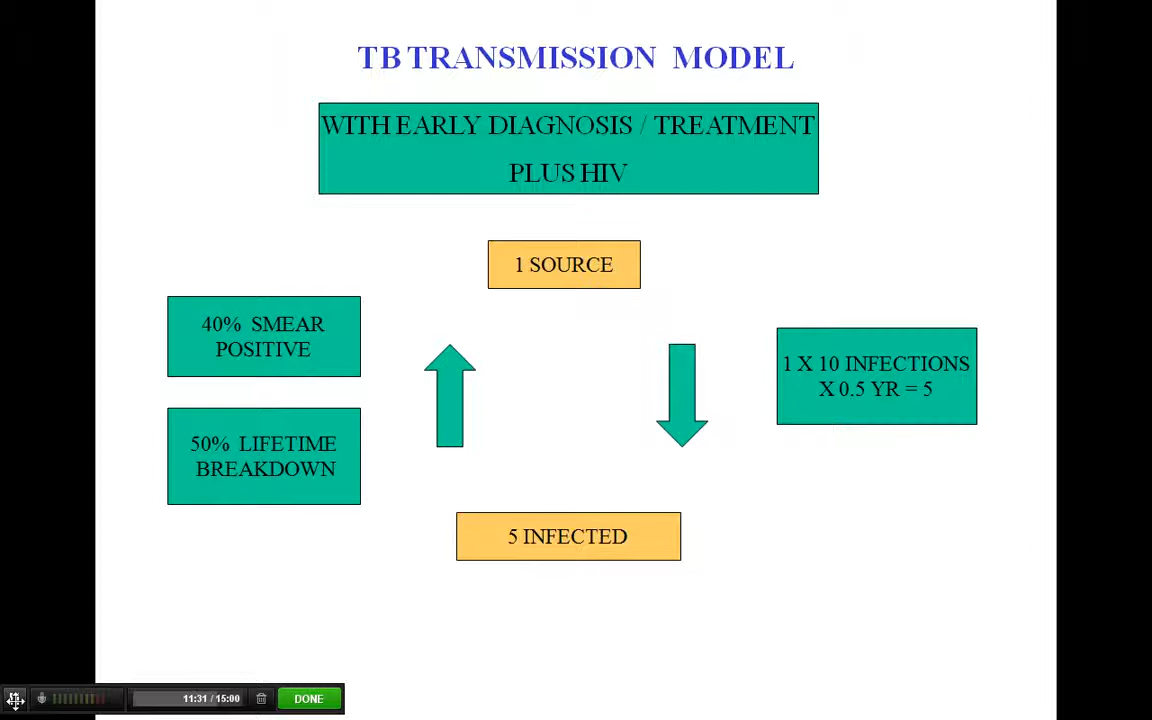 TB TRANSMISSION MODEL
WITH EARLY DIAGNOSIS / TREATMENT
PLUS HIV
1 SOURCE
40% SMEAR
POSITIVE
1 X 10 INFECTIONS
X 0.5 YR = 5
50% LIFETIME
BREAKDOWN
5 INFECTED
11:31 / 15:00
DONE